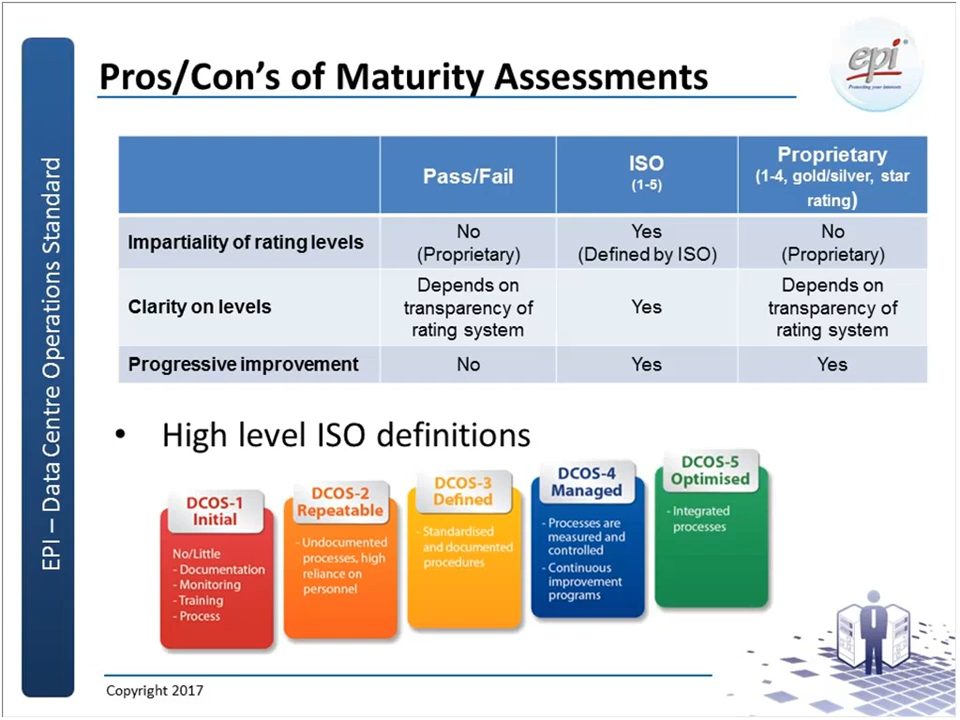 Pros/Con's of Maturity Assessments
epi
Promoting your interests
EPI – Data Centre Operations Standard
Pass/Fail
ISO
(1-5)
Proprietary
(1-4, gold/silver, star
rating)
Impartiality of rating levels
No
(Proprietary)
Yes
(Defined by ISO)
No
(Proprietary)
Clarity on levels
Depends on
transparency of
rating system
Yes
Depends on
transparency of
rating system
Progressive improvement
No
Yes
Yes
• High level ISO definitions
DCOS-1
Initial
No/Little
- Documentation
- Monitoring
- Training
- Process
DCOS-2
Repeatable
- Undocumented
processes, high
reliance on
personnel
DCOS-3
Defined
- Standardised
and documented
procedures
DCOS-4
Managed
- Processes are
measured and
controlled
- Continuous
improvement
programs
DCOS-5
Optimised
- Integrated
processes
Copyright 2017